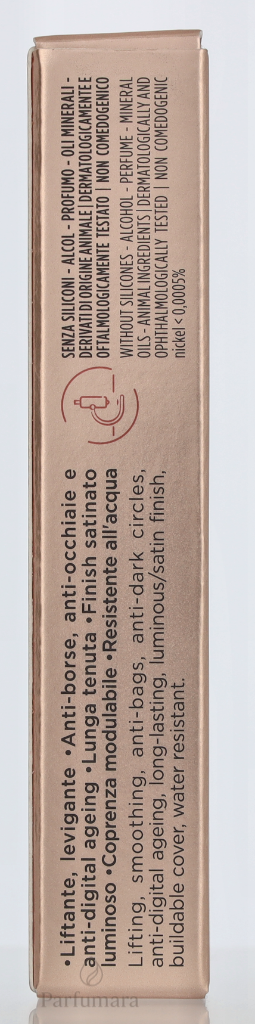 •Liftante, levigante •Anti-borse, anti-occhiaie e
anti-digital ageing •Lunga tenuta •Finish satinato
luminoso •Coprenza modulabile •Resistente all'acqua
Lifting, smoothing, anti-bags, anti-dark circles,
anti-digital ageing, long-lasting, luminous/satin finish,
buildable cover, water resistant.
SENZA SILICONI - ALCOL - PROFUMO - OLI MINERALI -
DERIVATI DI ORIGINE ANIMALE | DERMATOLOGICAMENTE E
OFTALMOLOGICAMENTE TESTATO | NON COMEDOGENICO
WITHOUT SILICONES - ALCOHOL - PERFUME - MINERAL
OILS - ANIMAL INGREDIENTS | DERMATOLOGICALLY AND
OPHTHALMOLOGICALLY TESTED | NON COMEDOGENIC
nickel < 0,0005%
Parfumara